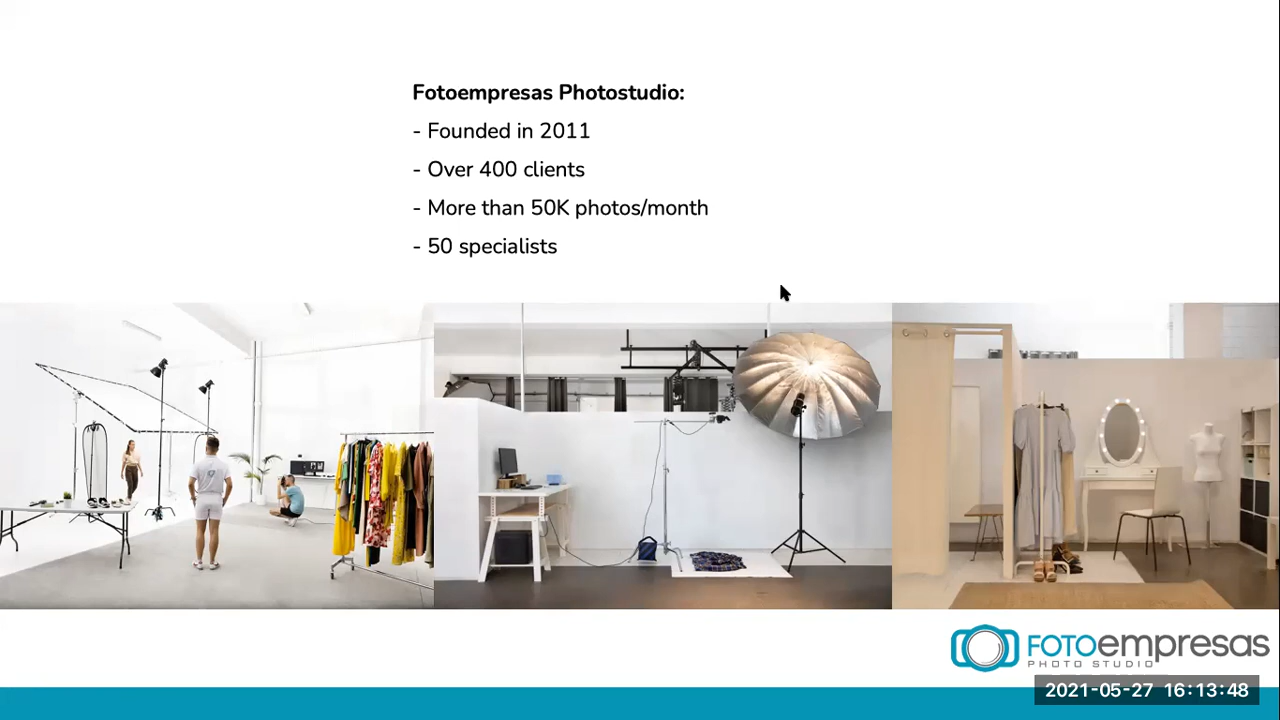 Fotoempresas Photostudio:
- Founded in 2011
- Over 400 clients
- More than 50K photos/month
- 50 specialists
FOTOempresas
PHOTO STUDIO
2021-05-27 16:13:48